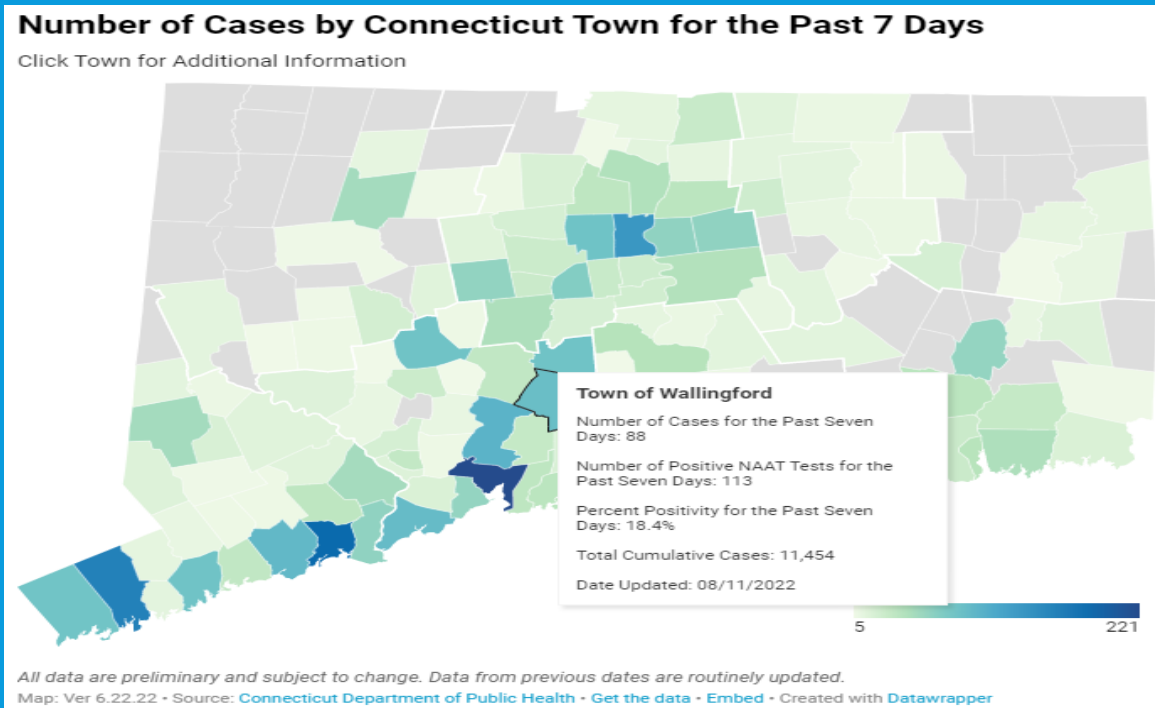 Number of Cases by Connecticut Town for the Past 7 Days
Click Town for Additional Information
Town of Wallingford
Number of Cases for the Past Seven
Days: 88
Number of Positive NAAT Tests for the
Past Seven Days: 113
Percent Positivity for the Past Seven
Days: 18.4%
Total Cumulative Cases: 11,454
Date Updated: 08/11/2022
5 221
All data are preliminary and subject to change. Data from previous dates are routinely updated.
Map: Ver 6.22.22 • Source: Connecticut Department of Public Health • Get the data • Embed • Created with Datawrapper